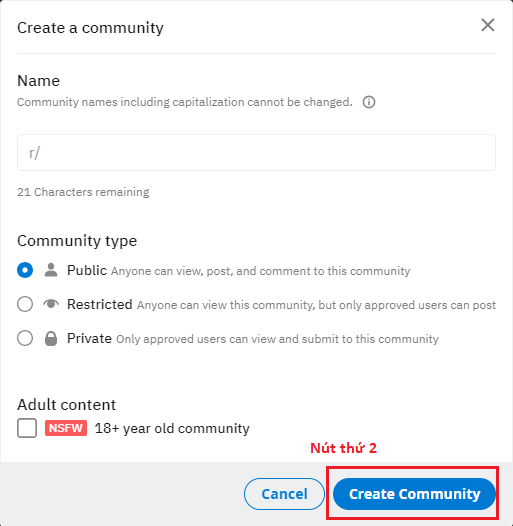 Create a community
Name
Community names including capitalization cannot be changed.
r/
21 Characters remaining
Community type
Public Anyone can view, post, and comment to this community
Restricted Anyone can view this community, but only approved users can post
Private Only approved users can view and submit to this community
Adult content
NSFW 18+ year old community
Nút thứ 2
Cancel Create Community